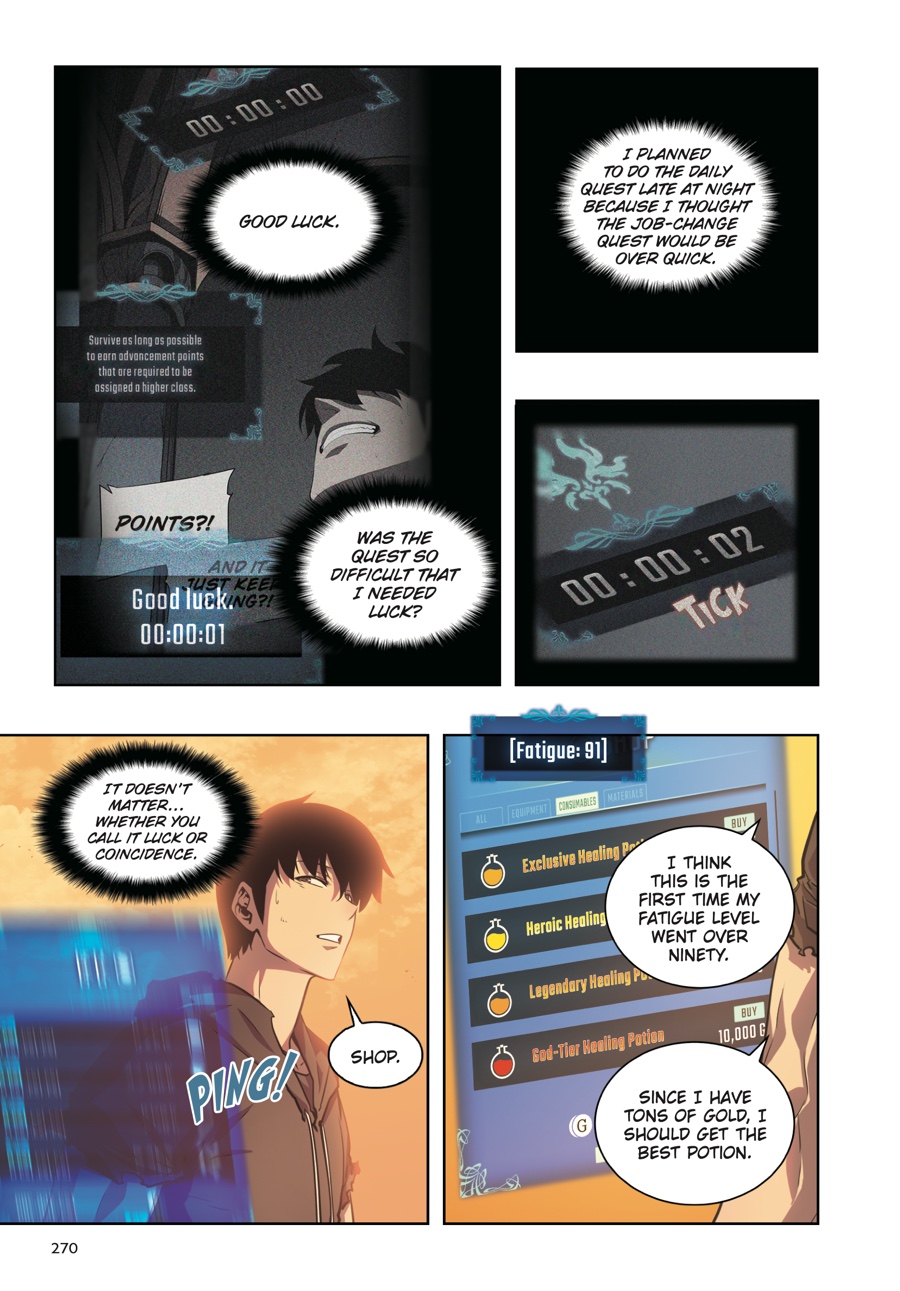 00:00:00
GOOD LUCK.
Survive as long as possible
to earn advancement points
that are required to be
assigned a higher class.
POINTS?!
AND IT
JUST KEEP
GOING?!
Good luck.
00:00:01
WAS THE
QUEST SO
DIFFICULT THAT
I NEEDED
LUCK?
I PLANNED
TO DO THE DAILY
QUEST LATE AT NIGHT
BECAUSE I THOUGHT
THE JOB-CHANGE
QUEST WOULD BE
OVER QUICK.
00:00:02
TICK
IT DOESN'T
MATTER...
WHETHER YOU
CALL IT LUCK OR
COINCIDENCE.
PING!
SHOP.
[Fatigue: 91]
ALL
EQUIPMENT
CONSUMABLES
MATERIALS
BUY
Exclusive Healing
Heroic Healing
Legendary Healing
BUY
God-Tier Healing Potion
10,000 G
G
I THINK
THIS IS THE
FIRST TIME MY
FATIGUE LEVEL
WENT OVER
NINETY.
SINCE I HAVE
TONS OF GOLD, I
SHOULD GET THE
BEST POTION.
270